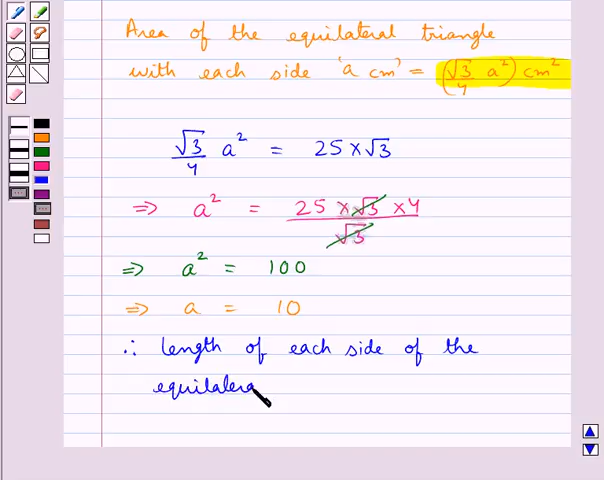 Area of the equilateral triangle
with each side 'a cm' = (√3/4 a²) cm²
√3/4 a² = 25 × √3
⇒ a² = 25 × √3 × 4 / √3
⇒ a² = 100
⇒ a = 10
∴ length of each side of the
equilatera